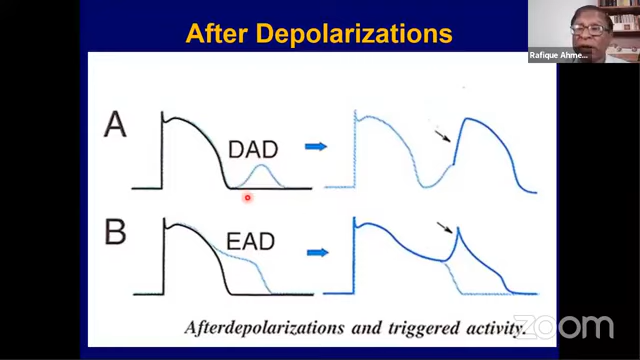 After Depolarizations
Rafique Ahme...
A
DAD
B
EAD
Afterdepolarizations and triggered activity.
zoom